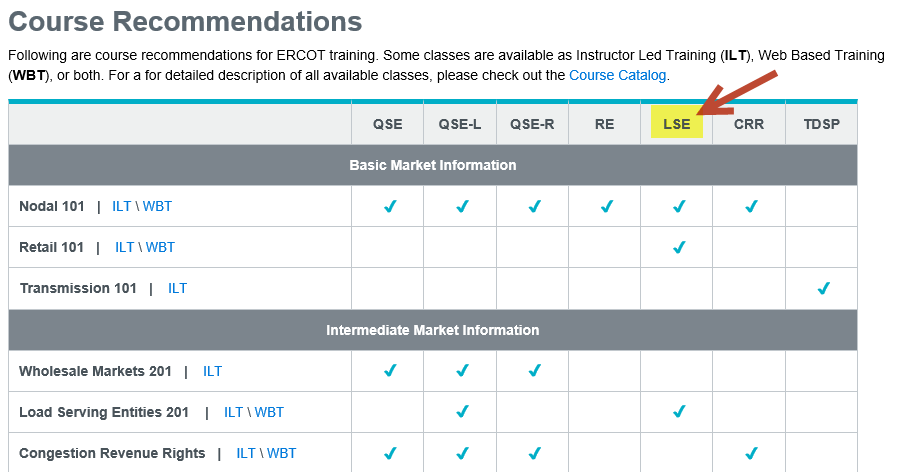 Course Recommendations
Following are course recommendations for ERCOT training. Some classes are available as Instructor Led Training (ILT), Web Based Training
(WBT), or both. For a for detailed description of all available classes, please check out the Course Catalog.
QSE QSE-L QSE-R RE LSE CRR TDSP
Basic Market Information
Nodal 101 | ILT \ WBT ✔ ✔ ✔ ✔ ✔ ✔
Retail 101 | ILT \ WBT ✔
Transmission 101 | ILT ✔
Intermediate Market Information
Wholesale Markets 201 | ILT ✔ ✔ ✔
Load Serving Entities 201 | ILT \ WBT ✔ ✔
Congestion Revenue Rights | ILT \ WBT ✔ ✔ ✔ ✔